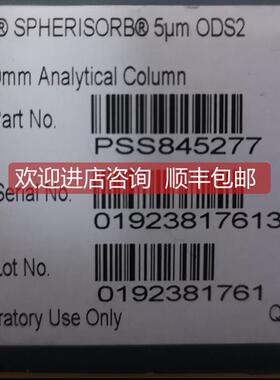 ® SPHERISORB® 5µm ODS2
mm Analytical Column
Part No.
PSS845277
欢迎进店咨询 顺丰包邮
Serial No.
01923817613
Lot No.
0192381761
ratory Use Only
Q